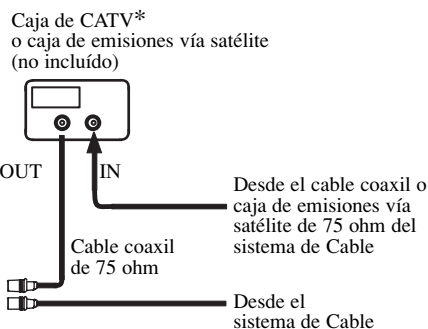 Caja de CATV*
o caja de emisiones vía satélite
(no incluído)
OUT
IN
Desde el cable coaxil o
caja de emisiones vía
satélite de 75 ohm del
sistema de Cable
Cable coaxil
de 75 ohm
Desde el
sistema de Cable